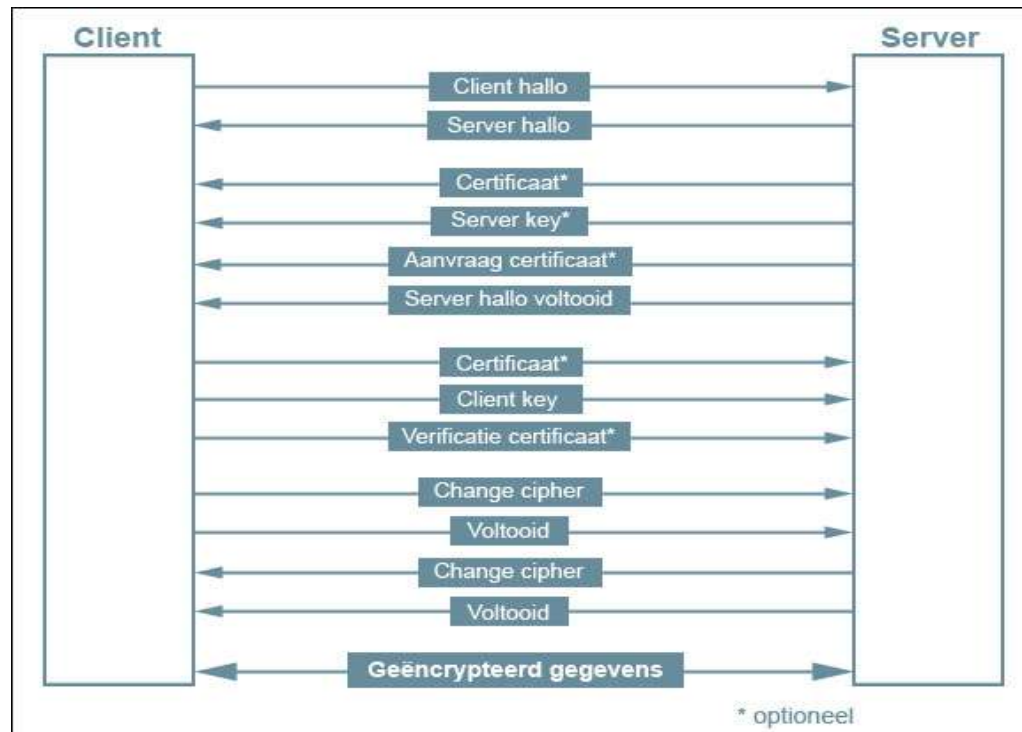 Client
Server
Client hallo
Server hallo
Certificaat*
Server key*
Aanvraag certificaat*
Server hallo voltooid
Certificaat*
Client key
Verificatie certificaat*
Change cipher
Voltooid
Change cipher
Voltooid
Geëncrypteerd gegevens
* optioneel